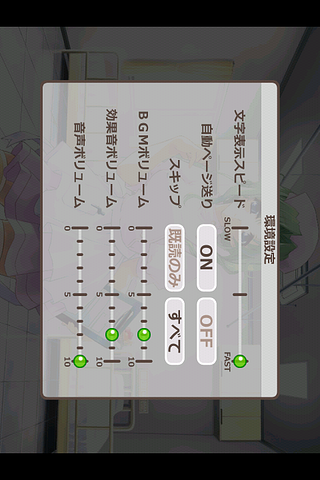 環境設定
文字表示スピード
SLOW FAST
自動ページ送り ON OFF
スキップ 既読のみ すべて
BGMボリューム 0 5 10
効果音ボリューム 0 5 10
音声ボリューム 0 5 10